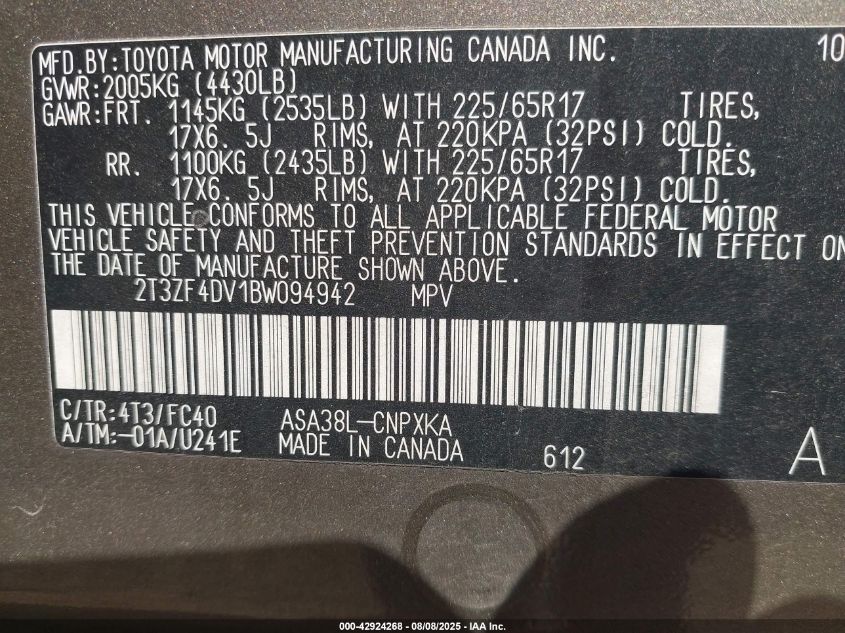 MFD.BY:TOYOTA MOTOR MANUFACTURING CANADA INC. 10
GVWR:2005KG (4430LB)
GAWR:FRT. 1145KG (2535LB) WITH 225/65R17 TIRES,
17X6. 5J RIMS, AT 220KPA (32PSI) COLD.
RR. 1100KG (2435LB) WITH 225/65R17 TIRES,
17X6. 5J RIMS, AT 220KPA (32PSI) COLD.
THIS VEHICLE CONFORMS TO ALL APPLICABLE FEDERAL MOTOR
VEHICLE SAFETY AND THEFT PREVENTION STANDARDS IN EFFECT ON
THE DATE OF MANUFACTURE SHOWN ABOVE.
2T3ZF4DV1BW094942 MPV
C/TR:4T3/FC40 ASA38L-CNPXKA
A/TM:-01A/U241E MADE IN CANADA 612 A
000-42924268 - 08/08/2025 - IAA Inc.